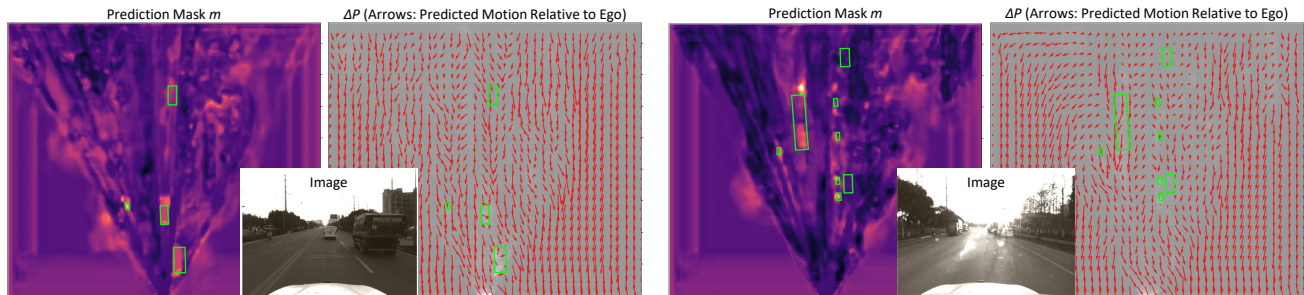 Prediction Mask m
ΔP (Arrows: Predicted Motion Relative to Ego)
Image
Prediction Mask m
ΔP (Arrows: Predicted Motion Relative to Ego)
Image